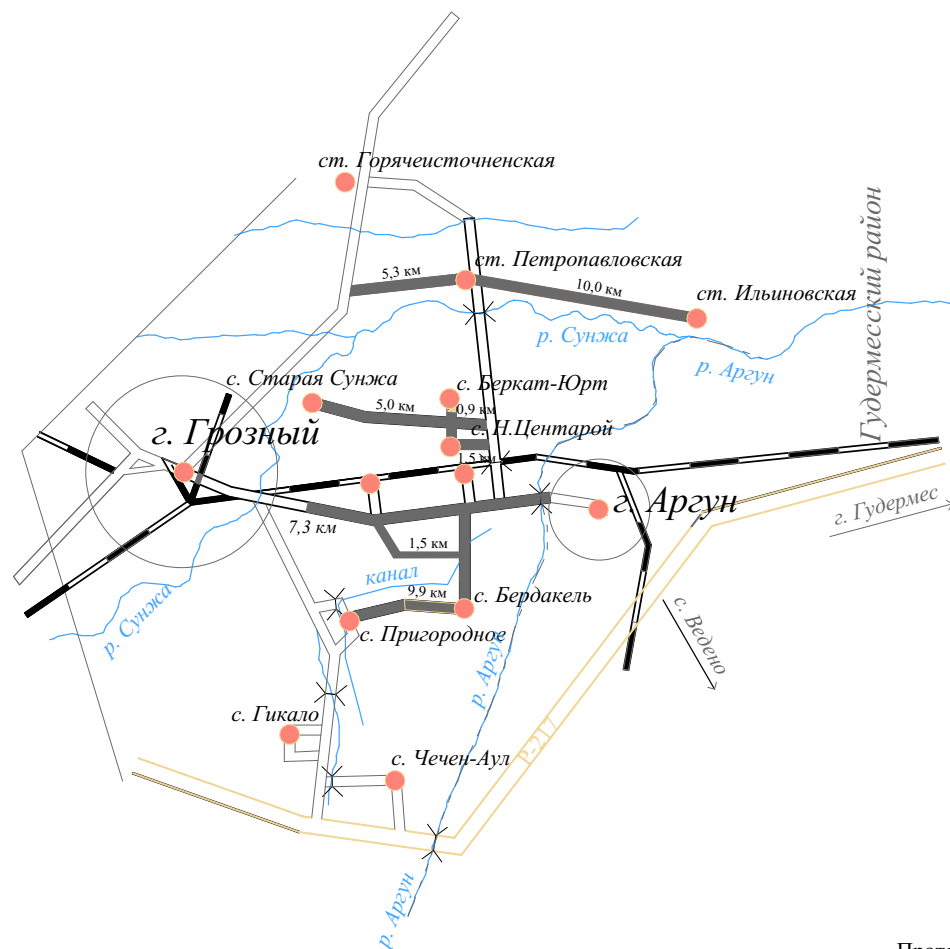 ст. Горячеисточненская
ст. Петропавловская
5,3 км
10,0 км
ст. Ильиновская
Гудермесский район
р. Сунжа
р. Аргун
с. Старая Сунжа
с. Беркат-Юрт
5,0 км
0,9 км
г. Грозный
с. Н.Центарой
1,5 км
г. Аргун
7,3 км
г. Гудермес
1,5 км
канал
9,9 км
с. Бердакель
р. Сунжа
с. Пригородное
с. Ведено
р. Аргун
с. Гикало
Р-217
с. Чечен-Аул
р. Аргун